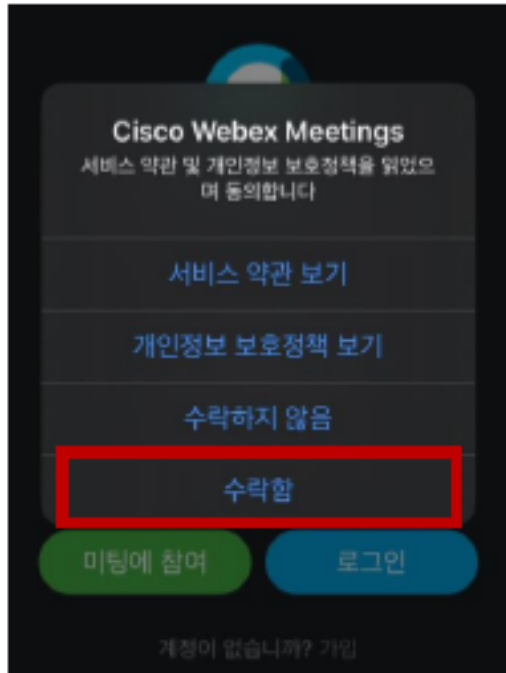 Cisco Webex Meetings
서비스 약관 및 개인정보 보호정책을 읽었으
며 동의합니다
서비스 약관 보기
개인정보 보호정책 보기
수락하지 않음
수락함
미팅에 참여
로그인
계정이 없습니까? 가입